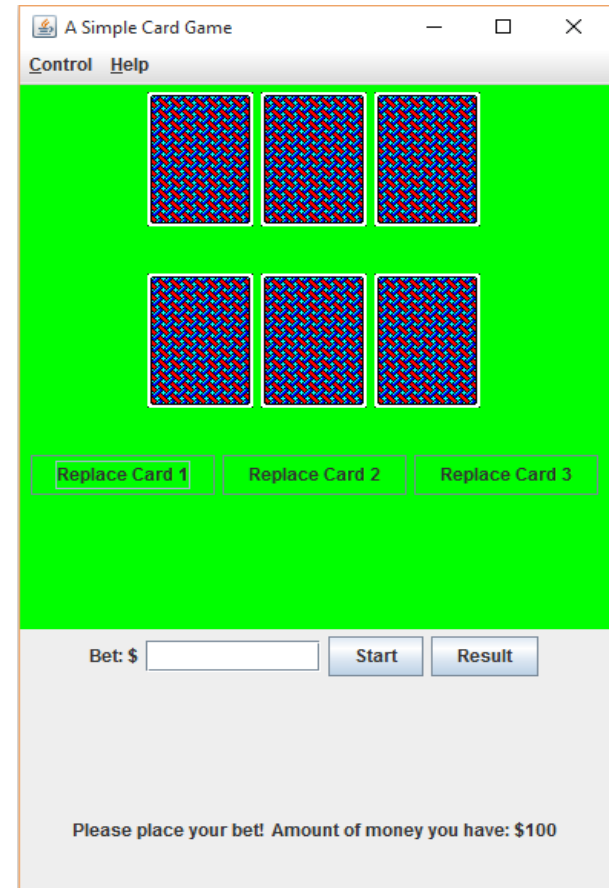 A Simple Card Game
Control Help
Replace Card 1 Replace Card 2 Replace Card 3
Bet: $ Start Result
Please place your bet! Amount of money you have: $100